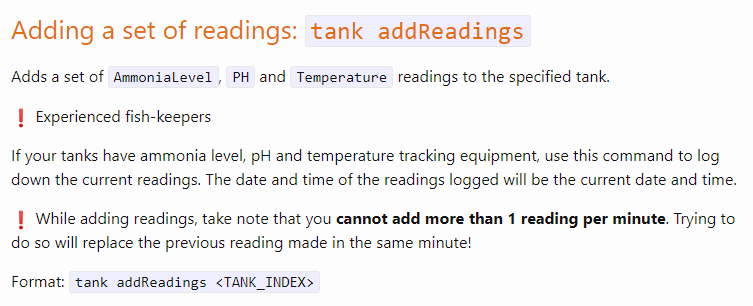 Adding a set of readings: tank addReadings
Adds a set of AmmoniaLevel, PH and Temperature readings to the specified tank.
❗ Experienced fish-keepers
If your tanks have ammonia level, pH and temperature tracking equipment, use this command to log
down the current readings. The date and time of the readings logged will be the current date and time.
❗ While adding readings, take note that you cannot add more than 1 reading per minute. Trying to
do so will replace the previous reading made in the same minute!
Format: tank addReadings <TANK_INDEX>